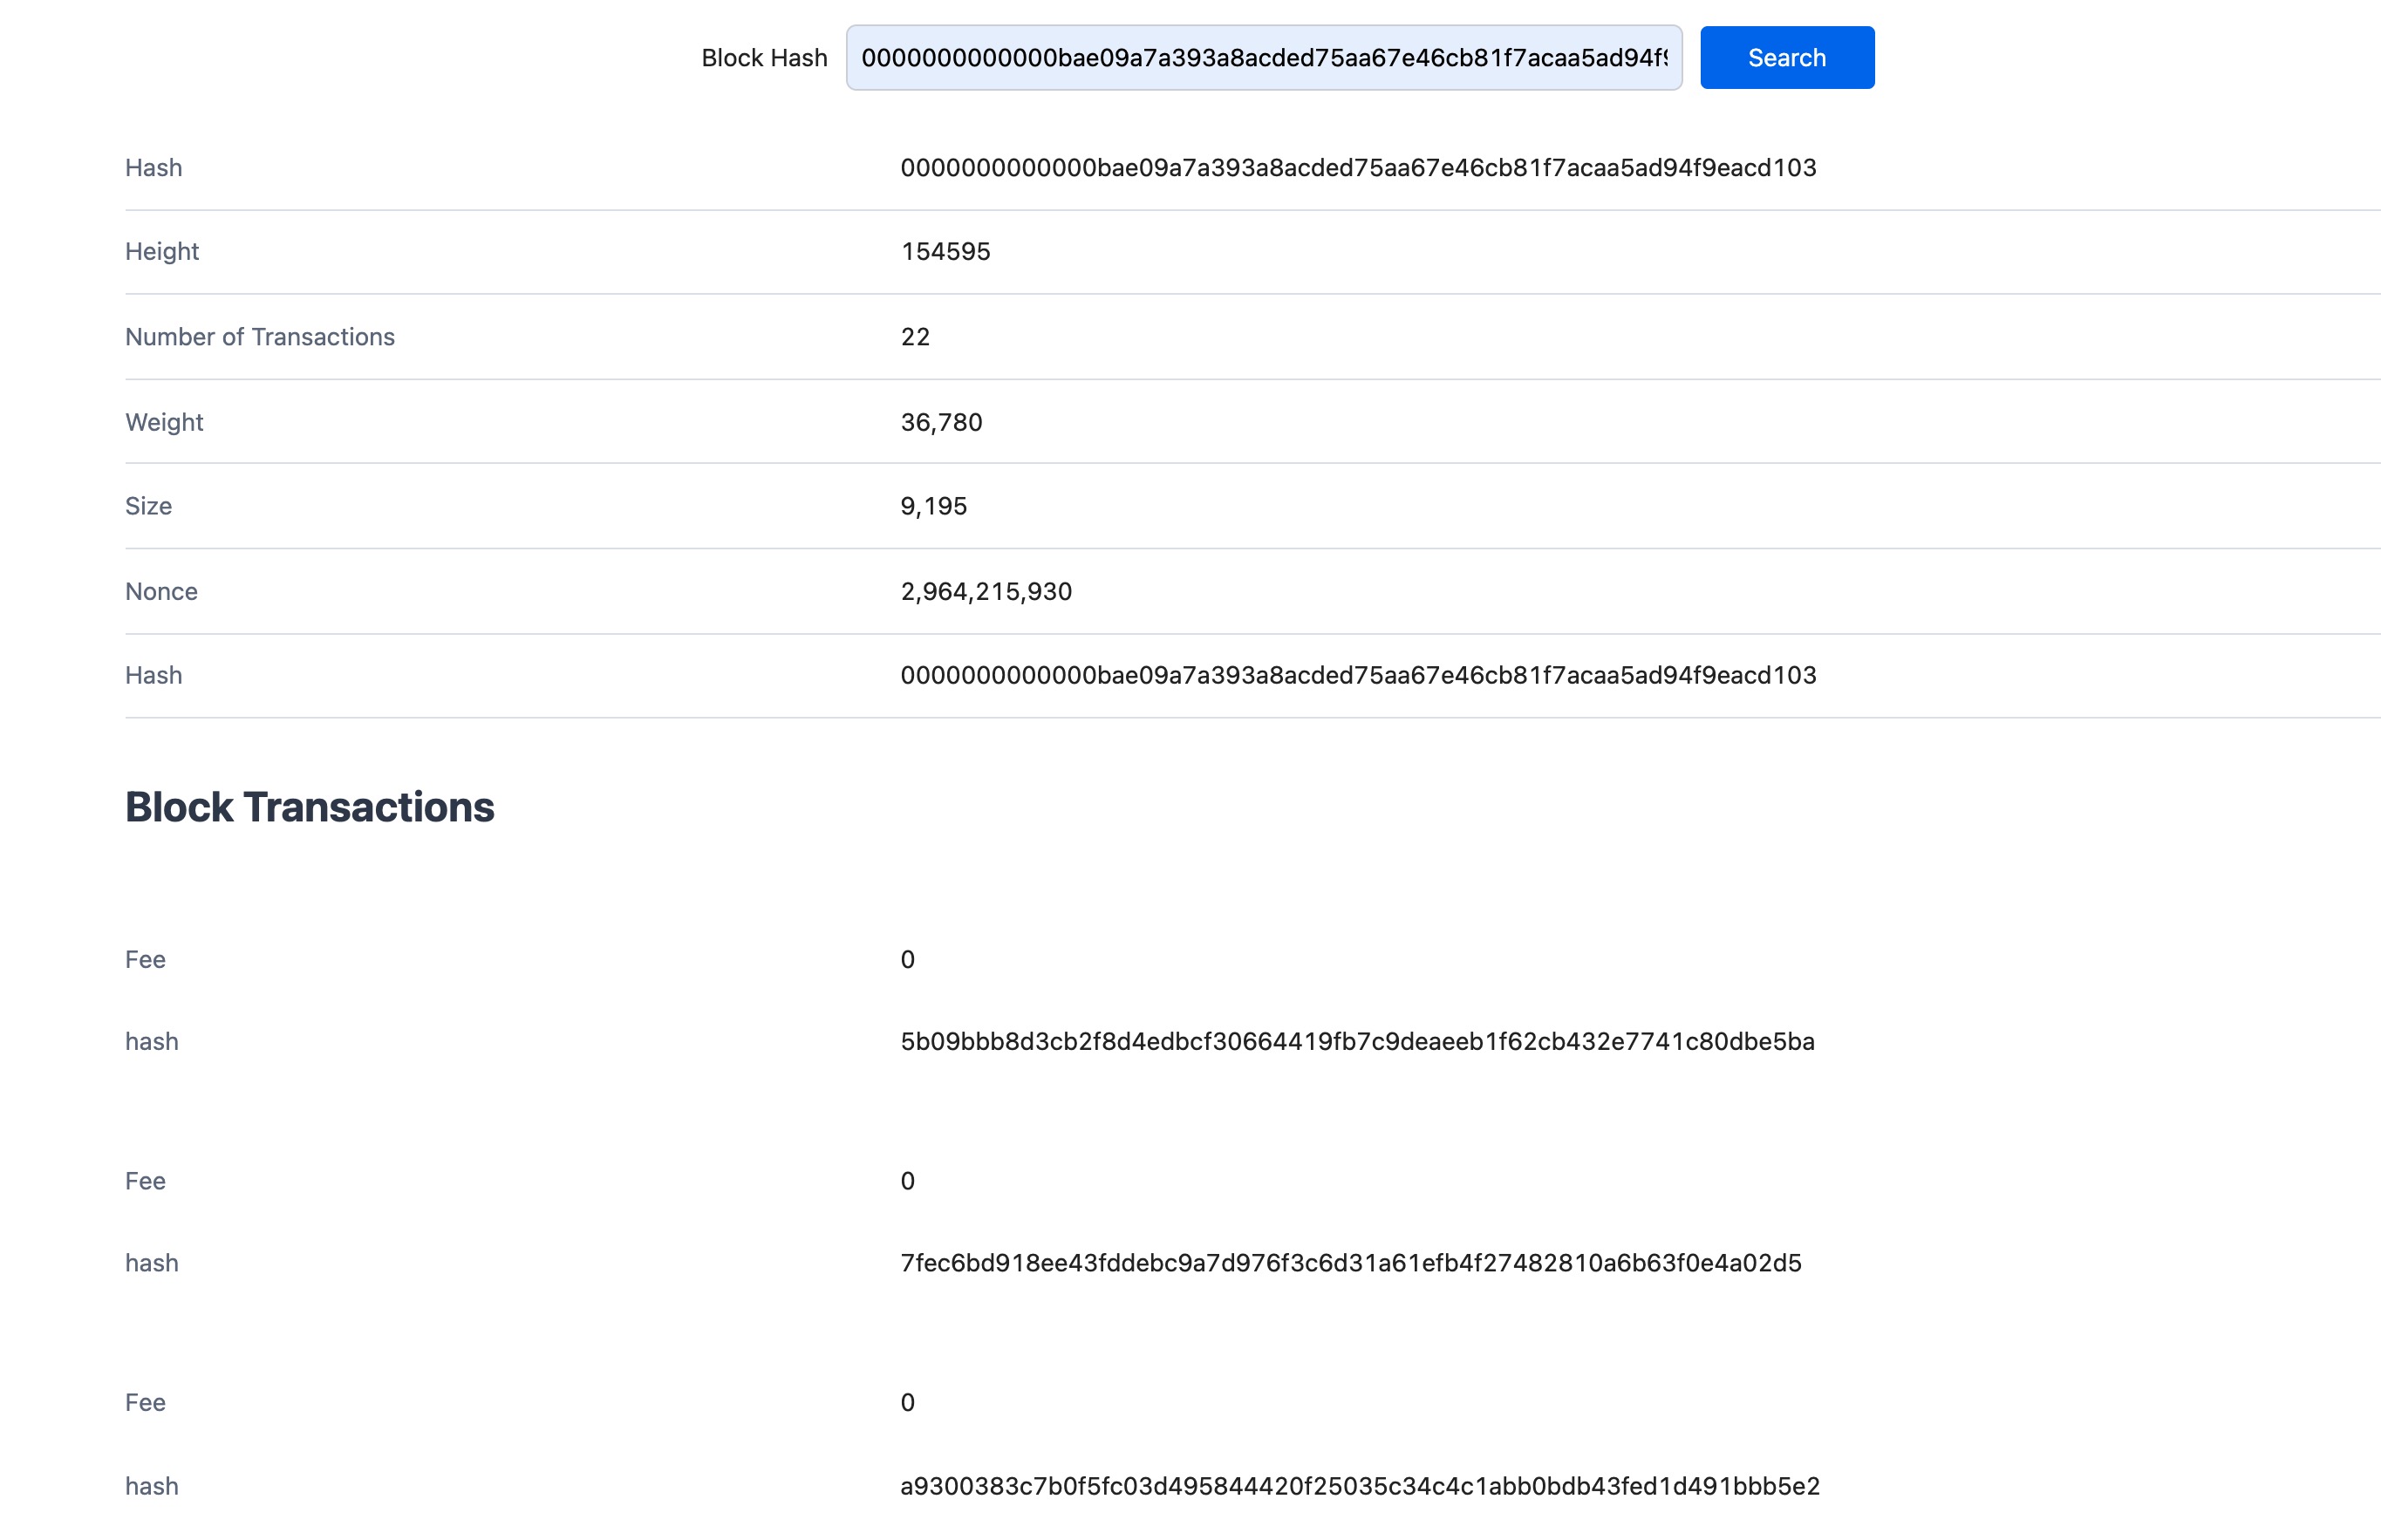 Block Hash 0000000000000bae09a7a393a8acded75aa67e46cb81f7acaa5ad94f9 Search
Hash 0000000000000bae09a7a393a8acded75aa67e46cb81f7acaa5ad94f9eacd103
Height 154595
Number of Transactions 22
Weight 36,780
Size 9,195
Nonce 2,964,215,930
Hash 0000000000000bae09a7a393a8acded75aa67e46cb81f7acaa5ad94f9eacd103
Block Transactions
Fee 0
hash 5b09bbb8d3cb2f8d4edbcf30664419fb7c9deaeeb1f62cb432e7741c80dbe5ba
Fee 0
hash 7fec6bd918ee43fddebc9a7d976f3c6d31a61efb4f27482810a6b63f0e4a02d5
Fee 0
hash a9300383c7b0f5fc03d495844420f25035c34c4c1abb0bdb43fed1d491bbb5e2